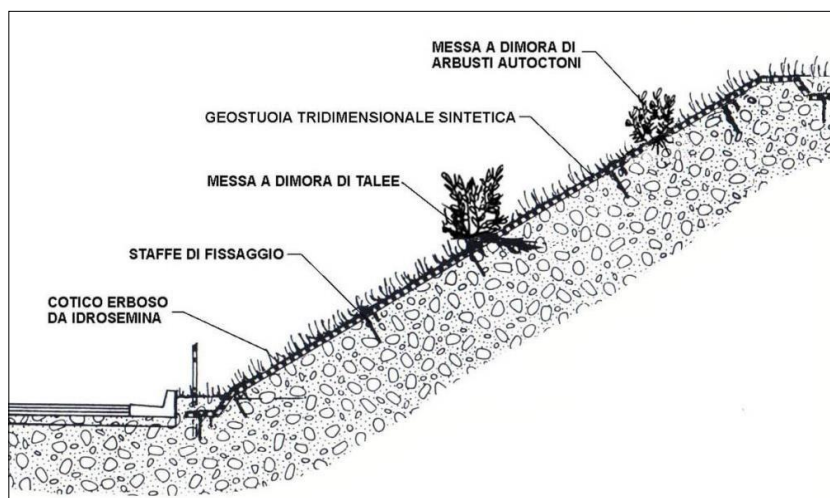 MESSA A DIMORA DI
ARBUSTI AUTOCTONI
GEOSTUOIA TRIDIMENSIONALE SINTETICA
MESSA A DIMORA DI TALEE
STAFFE DI FISSAGGIO
COTICO ERBOSO
DA IDROSEMINA